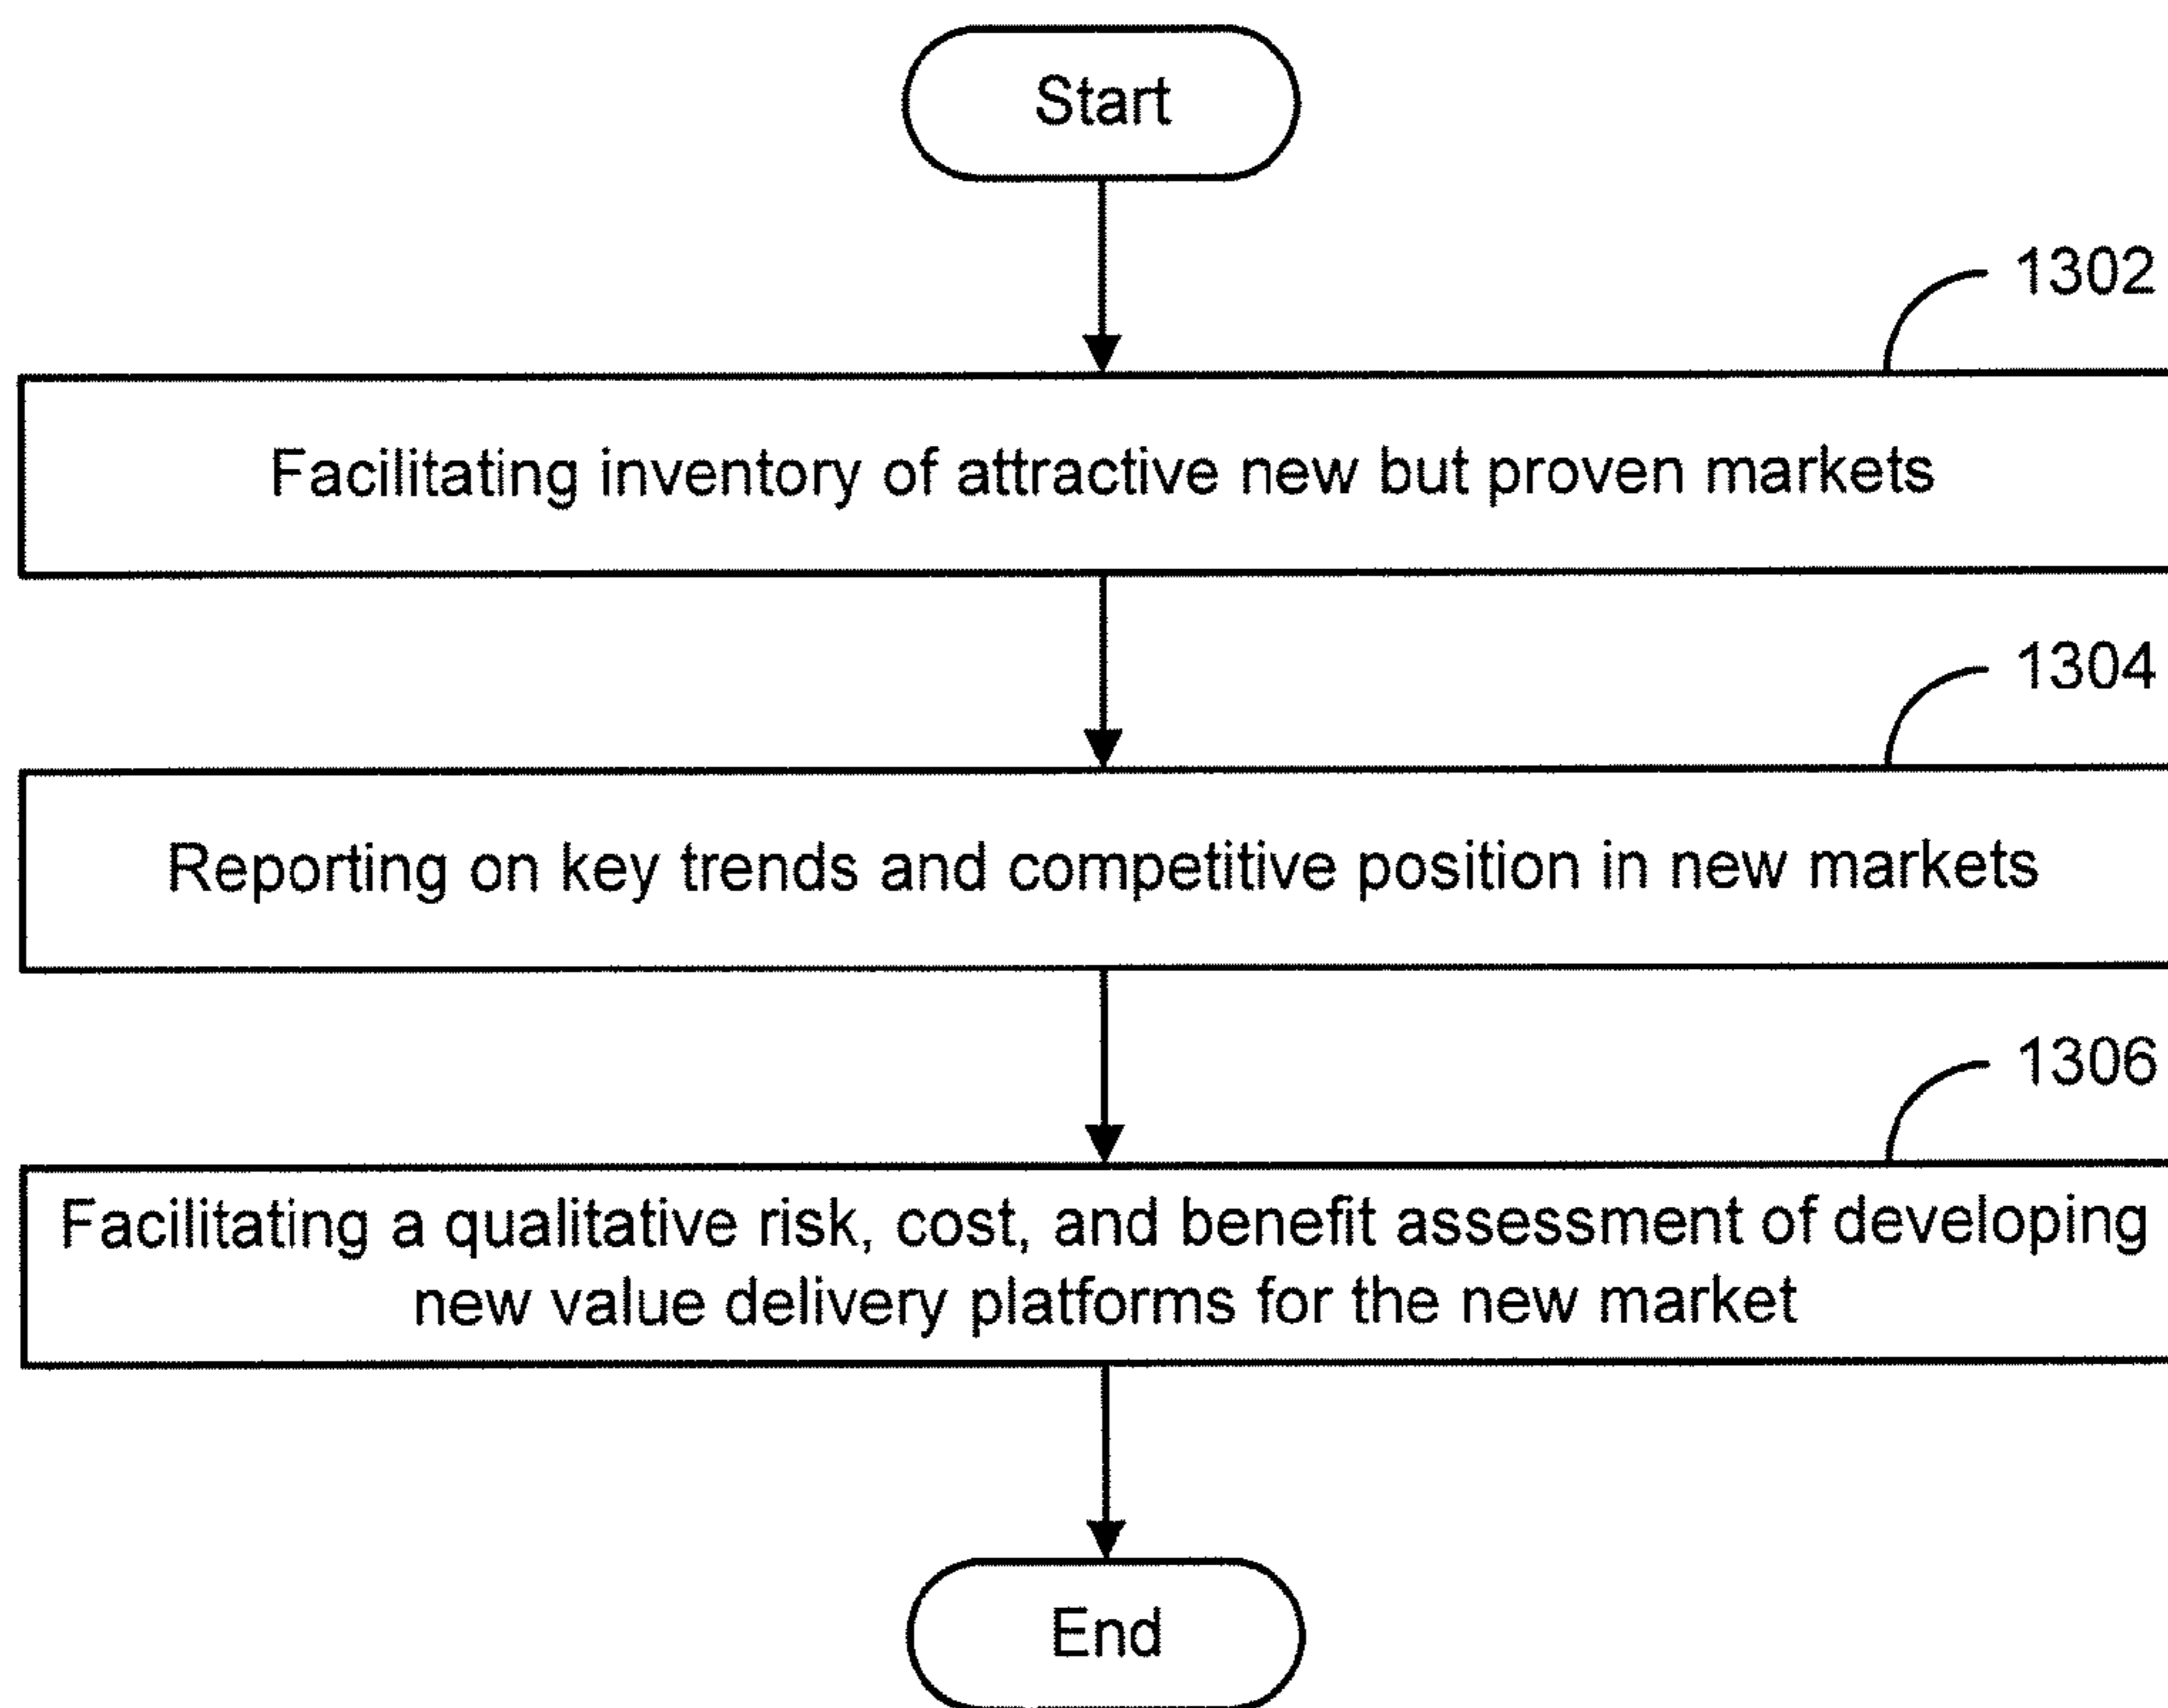 Start
1302
Facilitating inventory of attractive new but proven markets
1304
Reporting on key trends and competitive position in new markets
1306
Facilitating a qualitative risk, cost, and benefit assessment of developing
new value delivery platforms for the new market
End